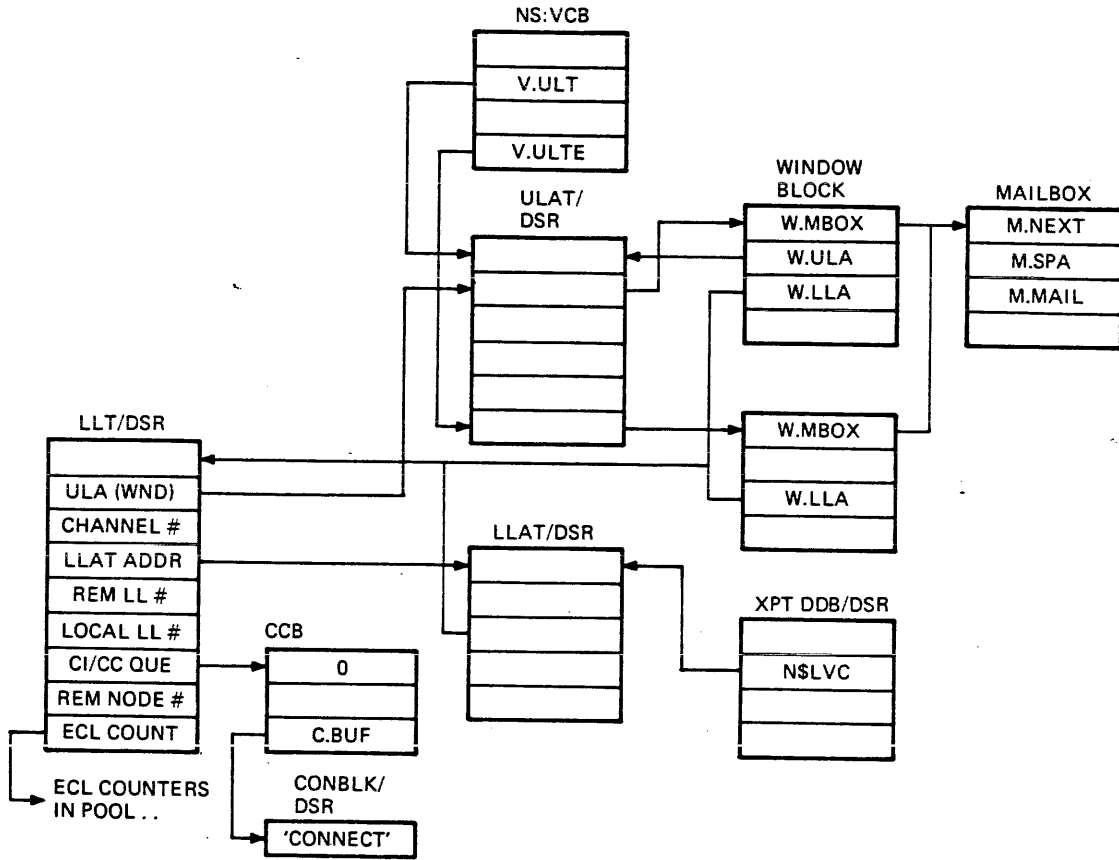 NS:VCB
V.ULT
V.ULTE
ULAT/
DSR
WINDOW
BLOCK
W.MBOX
W.ULA
W.LLA
MAILBOX
M.NEXT
M.SPA
M.MAIL
W.MBOX
W.LLA
LLT/DSR
ULA (WND)
CHANNEL #
LLAT ADDR
REM LL #
LOCAL LL #
CI/CC QUE
REM NODE #
ECL COUNT
ECL COUNTERS
IN POOL . .
CCB
0
C.BUF
CONBLK/
DSR
'CONNECT'
LLAT/DSR
XPT DDB/DSR
N$LVC